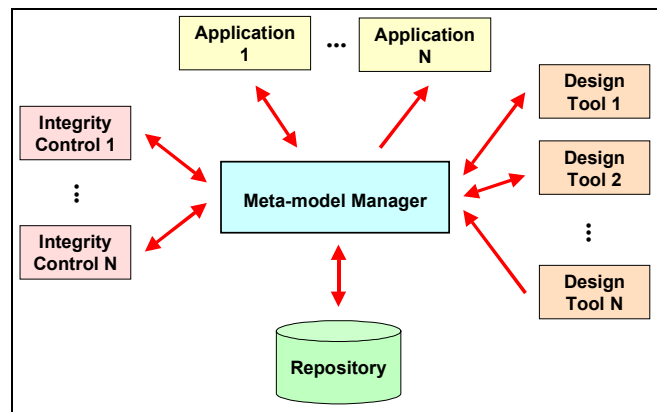 Application
1
...
Application
N
Design
Tool 1
Integrity
Control 1
Design
Tool 2
Meta-model Manager
...
...
Integrity
Control N
Design
Tool N
Repository